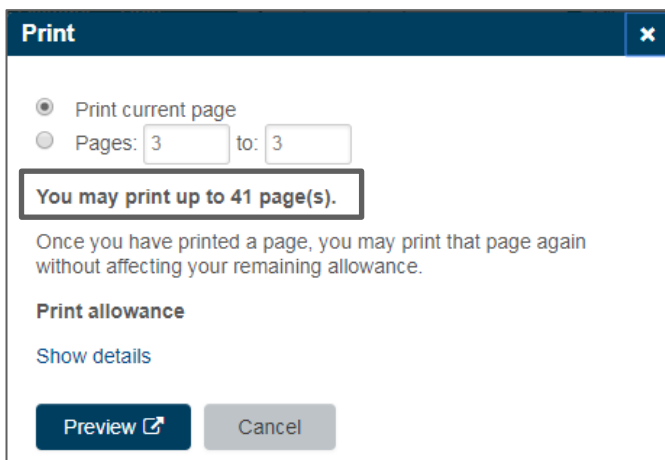 Print
Print current page
Pages: 3 to: 3
You may print up to 41 page(s).
Once you have printed a page, you may print that page again
without affecting your remaining allowance.
Print allowance
Show details
Preview Cancel